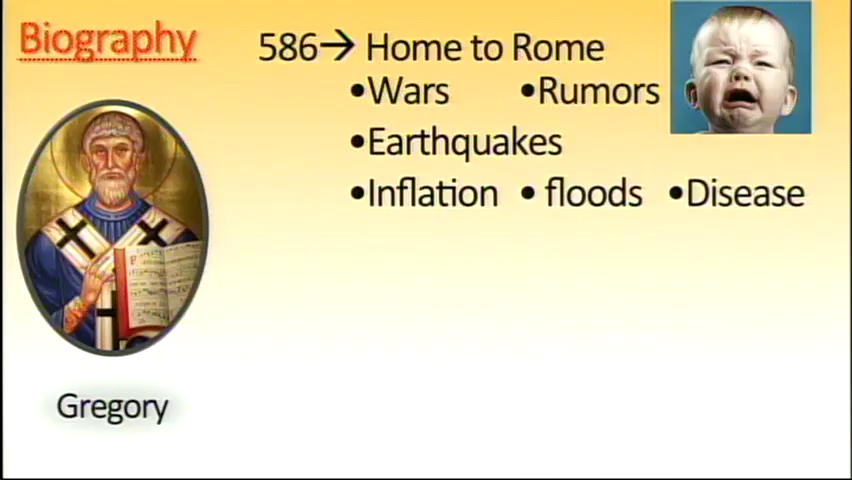 Biography
586→ Home to Rome
•Wars •Rumors
•Earthquakes
•Inflation • floods •Disease
Gregory